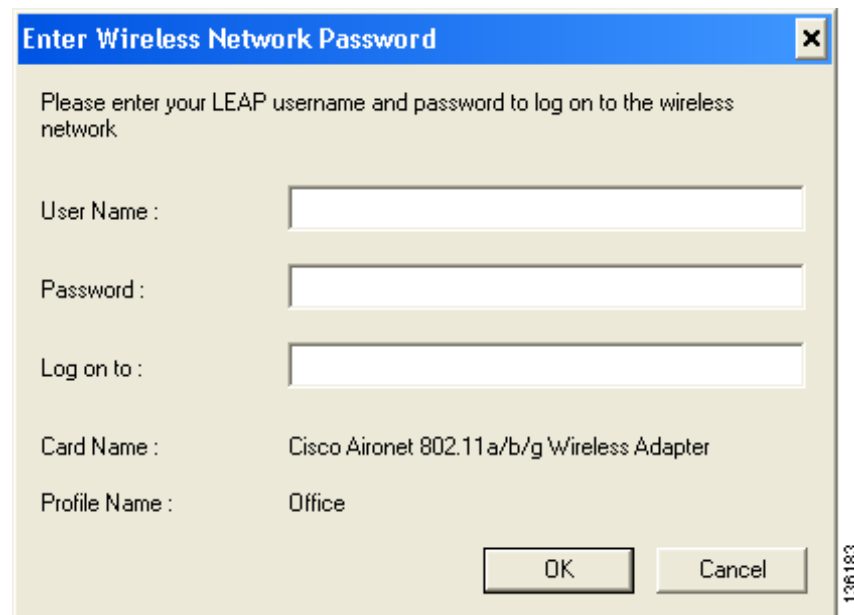 Enter Wireless Network Password
Please enter your LEAP username and password to log on to the wireless
network
User Name :
Password :
Log on to :
Card Name : Cisco Aironet 802.11a/b/g Wireless Adapter
Profile Name : Office
OK Cancel
136183